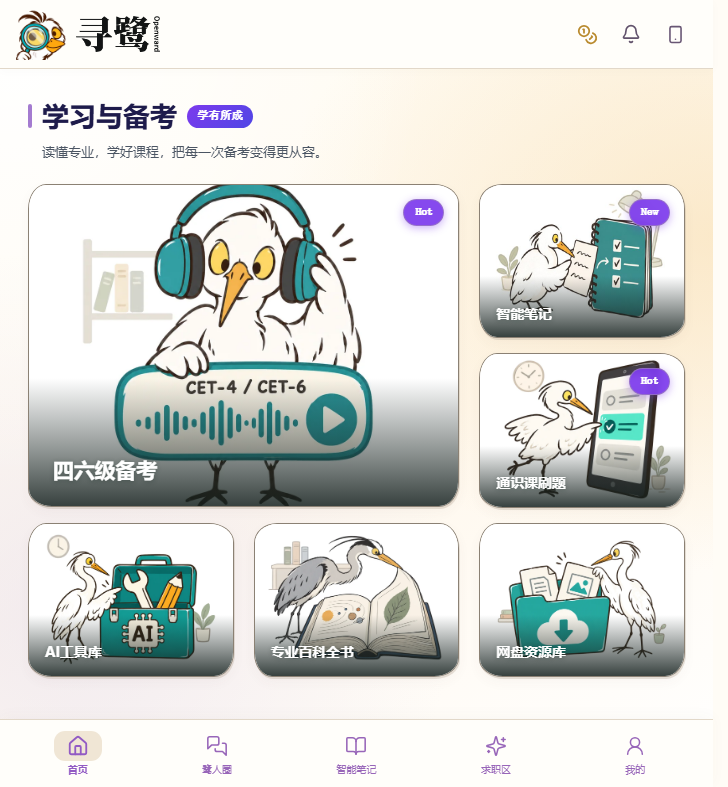 寻鹭 Openward
学习与备考 学有所成
读懂专业，学好课程，把每一次备考变得更从容。
Hot
CET-4 / CET-6
四六级备考
New
智能笔记
Hot
通识课刷题
AI
AI工具库
专业百科全书
网盘资源库
首页
鹭人圈
智能笔记
求职区
我的